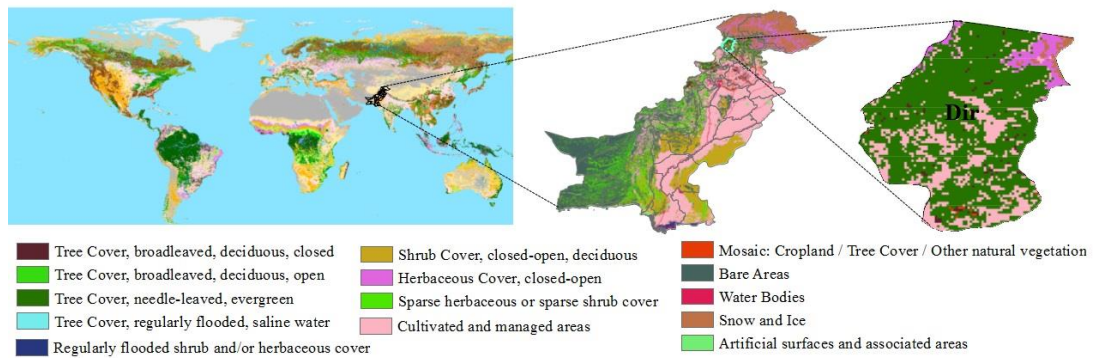 Dir
Tree Cover, broadleaved, deciduous, closed
Tree Cover, broadleaved, deciduous, open
Tree Cover, needle-leaved, evergreen
Tree Cover, regularly flooded, saline water
Regularly flooded shrub and/or herbaceous cover
Shrub Cover, closed-open, deciduous
Herbaceous Cover, closed-open
Sparse herbaceous or sparse shrub cover
Cultivated and managed areas
Mosaic: Cropland / Tree Cover / Other natural vegetation
Bare Areas
Water Bodies
Snow and Ice
Artificial surfaces and associated areas